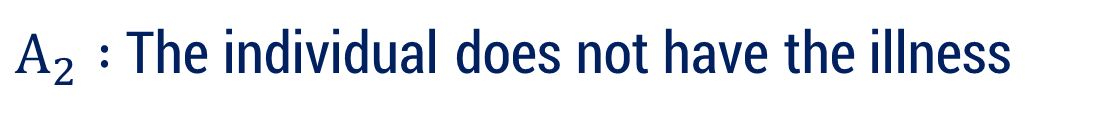 A₂ : The individual does not have the illness